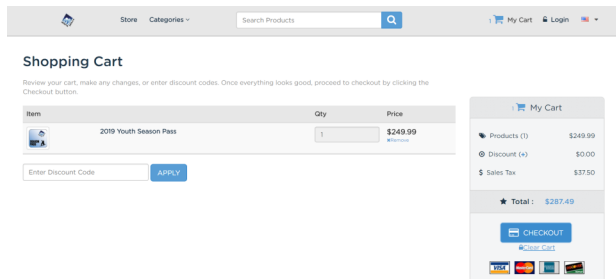 Store Categories Search Products 1 My Cart Login
Shopping Cart
Review your cart, make any changes, or enter discount codes. Once everything looks good, proceed to checkout by clicking the
Checkout button.
Item Qty Price
2019 Youth Season Pass 1 $249.99
Remove
Enter Discount Code APPLY
1 My Cart
Products (1) $249.99
Discount (+) $0.00
$ Sales Tax $37.50
Total : $287.49
CHECKOUT
Clear Cart
VISA